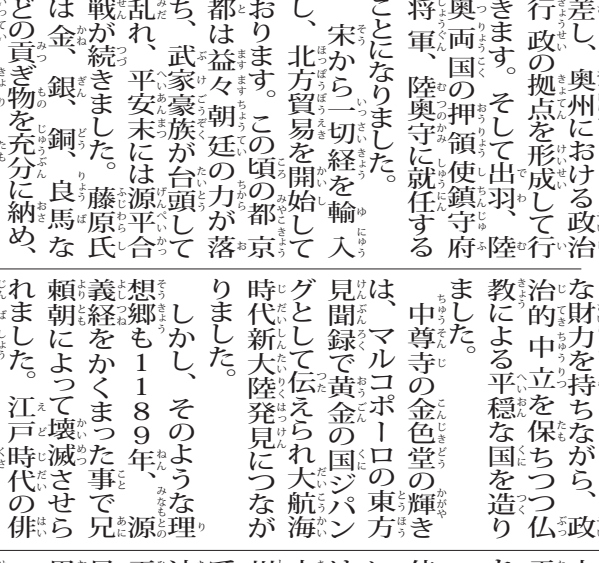 差し、奥州における政治
行政の拠点を形成して行
きます。そして出羽、陸
奥両国の押領使鎮守府
将軍、陸奥守に就任する
ことになりました。
宋から一切経を輸入
し、北方貿易を開始して
おります。この頃の都・京
都は益々朝廷の力が落
ち、武家豪族が台頭して
乱れ、平安末には源平合
戦が続きました。藤原氏
は金、銀、銅、良馬な
どの貢ぎ物を充分に納め、
な財力を持ちながら、政
治的中立を保ちつつ仏
教による平穏な国を造り
ました。
中尊寺の金色堂の輝き
は、マルコポーロの東方
見聞録で黄金の国ジパン
グとして伝えられ大航海
時代新大陸発見につなが
りました。
しかし、そのような理
想郷も1189年、源
義経をかくまった事で兄
頼朝によって壊滅させら
れました。江戸時代の俳